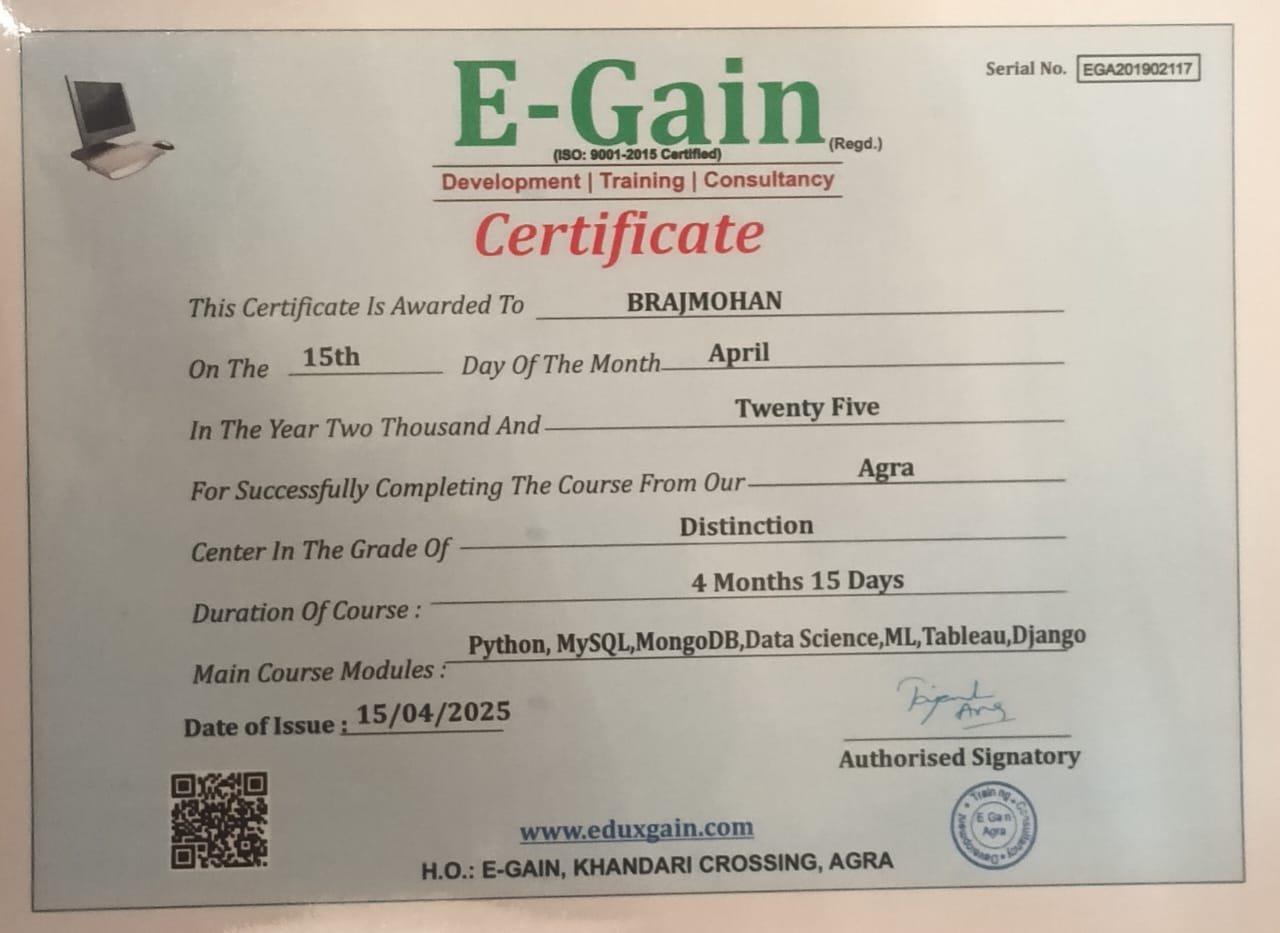 Serial No. EGA201902117
E-Gain
(Regd.)
(ISO: 9001-2015 Certified)
Development | Training | Consultancy
Certificate
This Certificate Is Awarded To BRAJMOHAN
On The 15th Day Of The Month April
In The Year Two Thousand And Twenty Five
For Successfully Completing The Course From Our Agra
Center In The Grade Of Distinction
Duration Of Course : 4 Months 15 Days
Main Course Modules : Python, MySQL,MongoDB,Data Science,ML,Tableau,Django
Date of Issue : 15/04/2025
Authorised Signatory
Training Consultancy Development
E Gain
Agra
www.eduxgain.com
H.O.: E-GAIN, KHANDARI CROSSING, AGRA